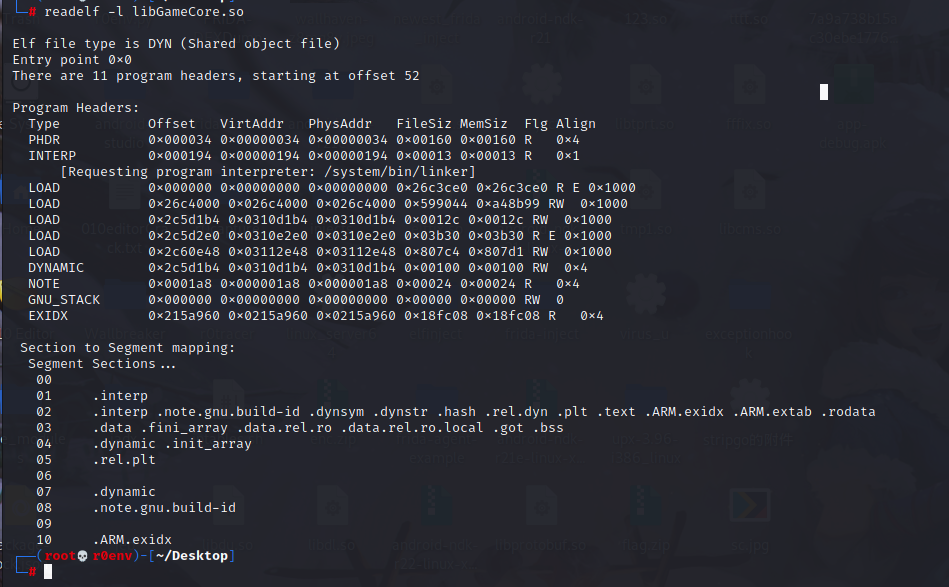 └─# readelf -l libGameCore.so
Elf file type is DYN (Shared object file)
Entry point 0×0
There are 11 program headers, starting at offset 52
Program Headers:
Type Offset VirtAddr PhysAddr FileSiz MemSiz Flg Align
PHDR 0×000034 0×00000034 0×00000034 0×00160 0×00160 R 0×4
INTERP 0×000194 0×00000194 0×00000194 0×00013 0×00013 R 0×1
[Requesting program interpreter: /system/bin/linker]
LOAD 0×000000 0×00000000 0×00000000 0×26c3ce0 0×26c3ce0 R E 0×1000
LOAD 0×26c4000 0×026c4000 0×026c4000 0×599044 0×a48b99 RW 0×1000
LOAD 0×2c5d1b4 0×0310d1b4 0×0310d1b4 0×0012c 0×0012c RW 0×1000
LOAD 0×2c5d2e0 0×0310e2e0 0×0310e2e0 0×03b30 0×03b30 R E 0×1000
LOAD 0×2c60e48 0×03112e48 0×03112e48 0×807c4 0×807d1 RW 0×1000
DYNAMIC 0×2c5d1b4 0×0310d1b4 0×0310d1b4 0×00100 0×00100 RW 0×4
NOTE 0×0001a8 0×000001a8 0×000001a8 0×00024 0×00024 R 0×4
GNU_STACK 0×000000 0×00000000 0×00000000 0×00000 0×00000 RW 0
EXIDX 0×215a960 0×0215a960 0×0215a960 0×18fc08 0×18fc08 R 0×4
Section to Segment mapping:
Segment Sections...
00
01 .interp
02 .interp .note.gnu.build-id .dynsym .dynstr .hash .rel.dyn .plt .text .ARM.exidx .ARM.extab .rodata
03 .data .fini_array .data.rel.ro .data.rel.ro.local .got .bss
04 .dynamic .init_array
05 .rel.plt
06
07 .dynamic
08 .note.gnu.build-id
09
10 .ARM.exidx
┌──(root💀r0env)-[~/Desktop]
└─#